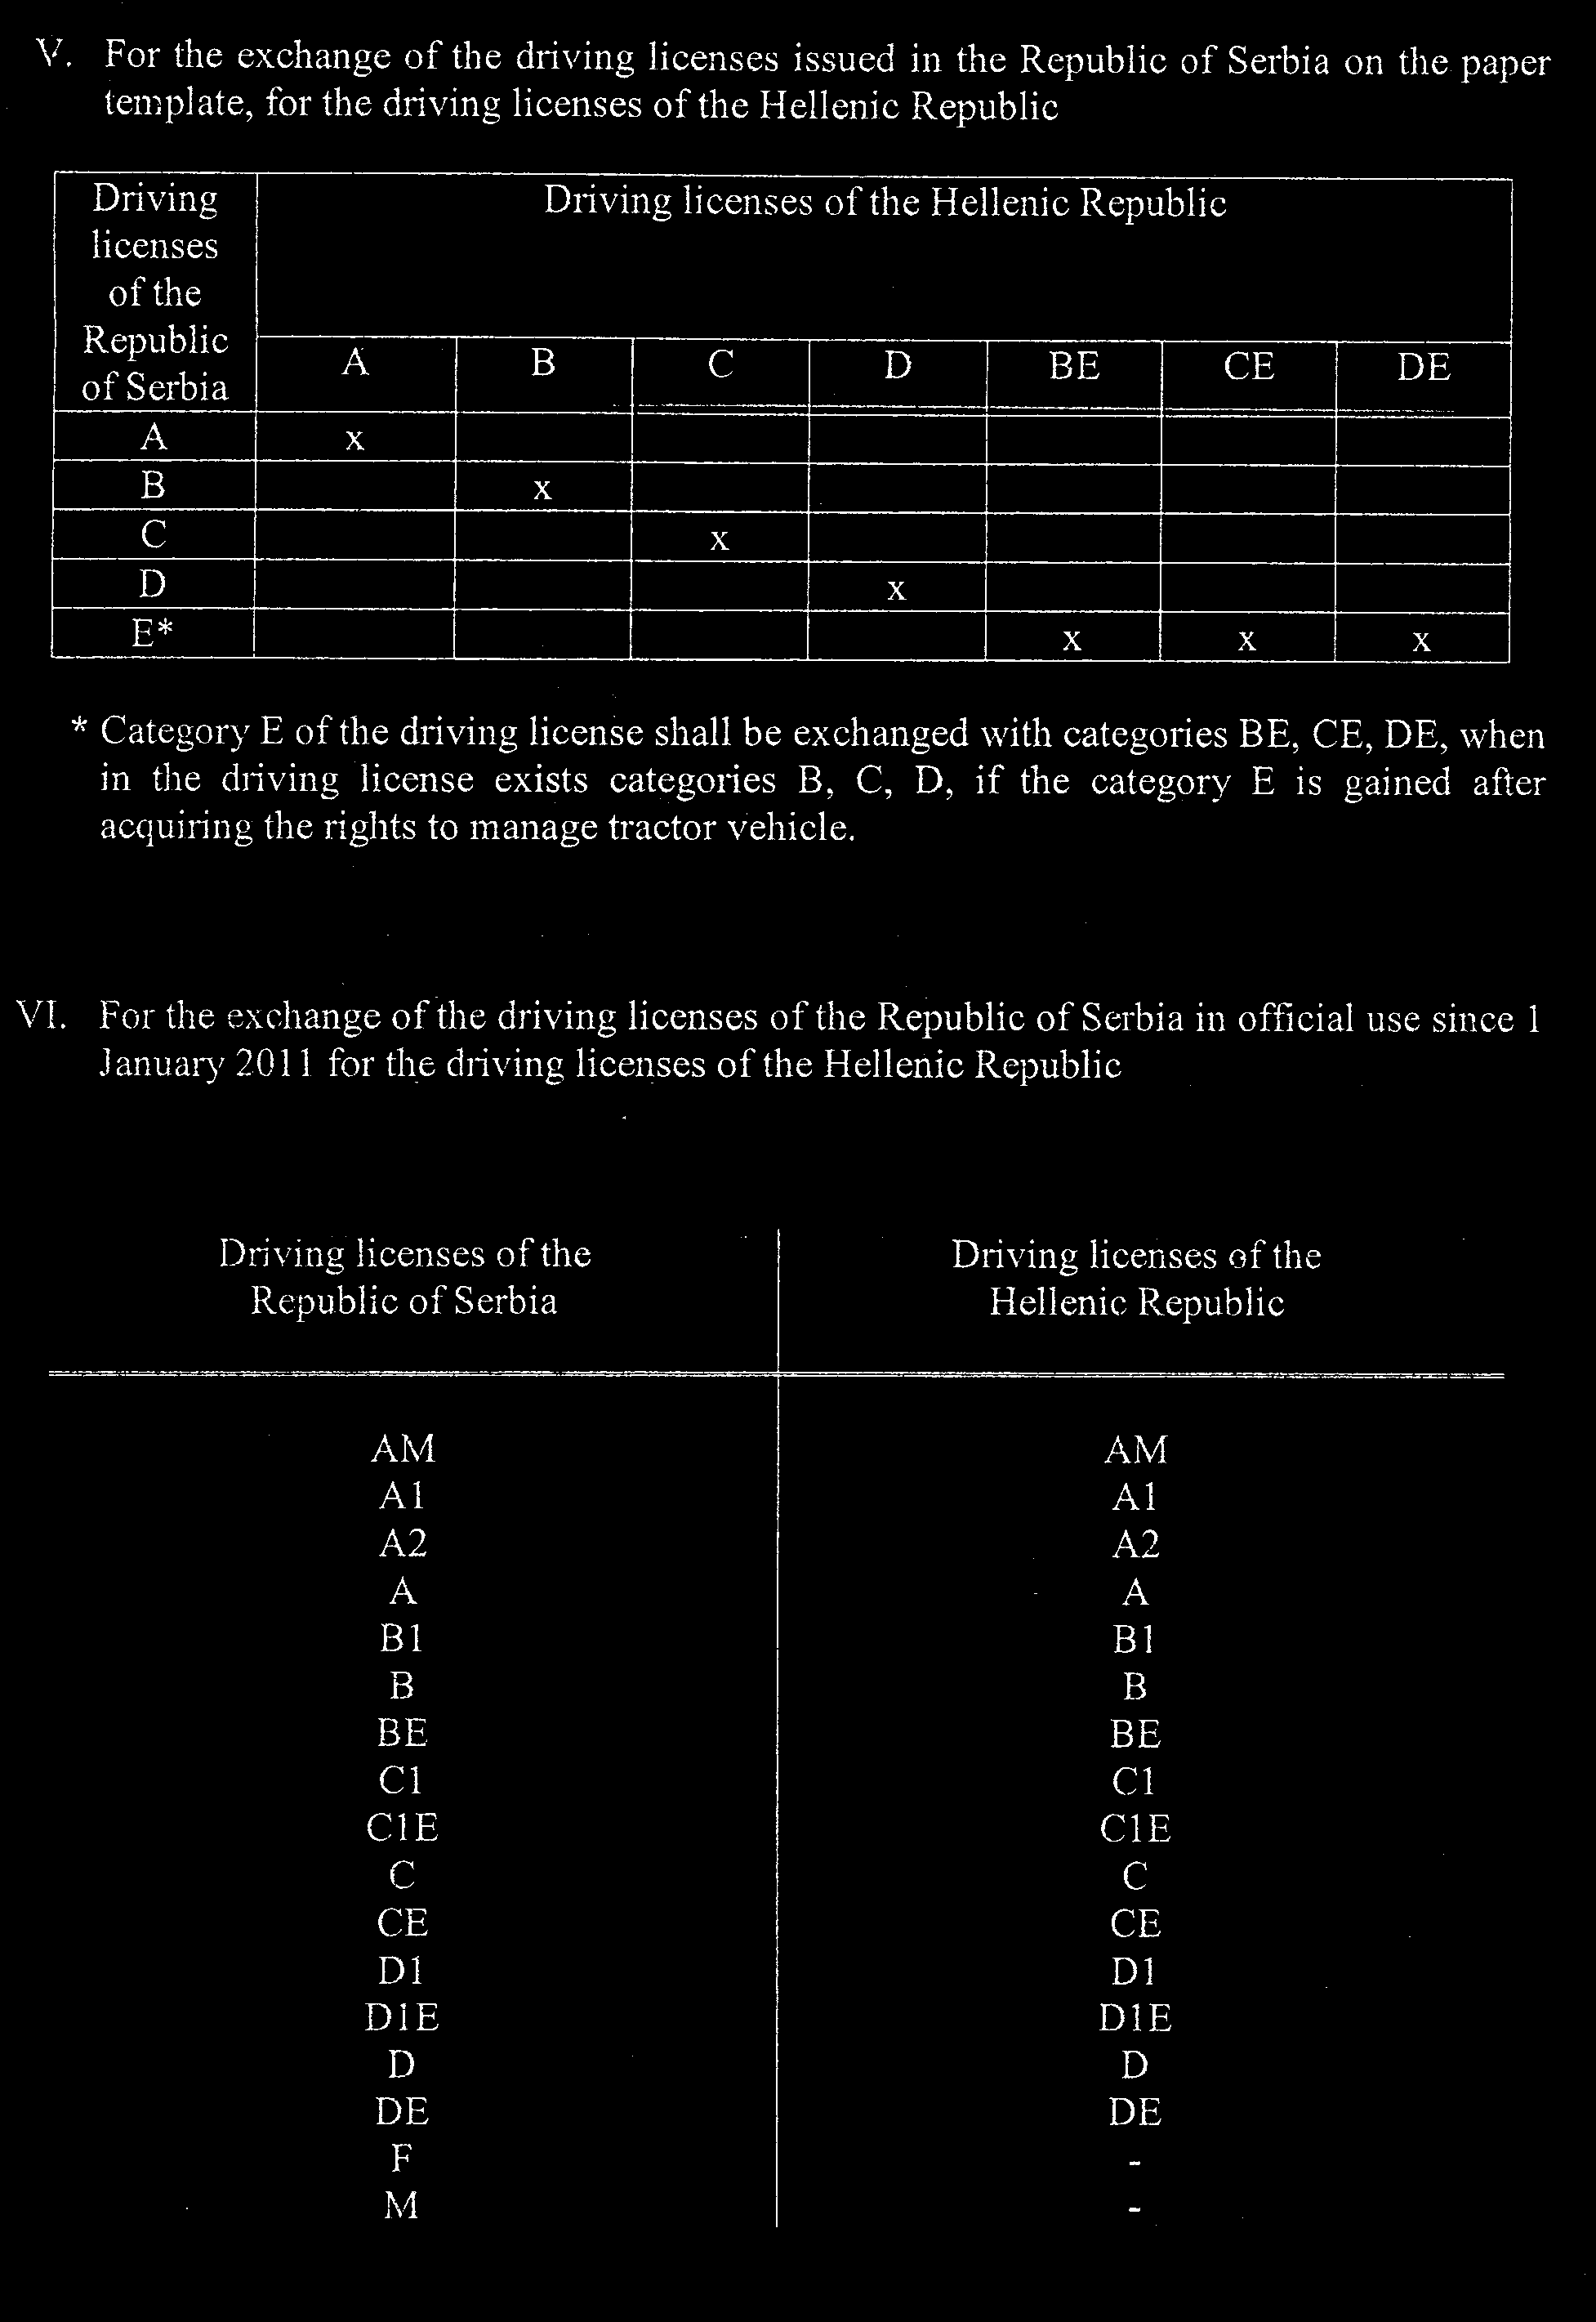 V. For the exchange of the driving licenses issued in the Republic of Serbia on the paper
template, for the driving licenses of the Hellenic Republic
Driving
licenses
of the
Republic
of Serbia
Driving licenses of the Hellenic Republic
A B C D BE CE DE
A x
B x
C x
D x
E* x x x
* Category E of the driving license shall be exchanged with categories BE, CE, DE, when
in the driving license exists categories B, C, D, if the category E is gained after
acquiring the rights to manage tractor vehicle.
VI. For the exchange of the driving licenses of the Republic of Serbia in official use since 1
January 2011 for the driving licenses of the Hellenic Republic
Driving licenses of the
Republic of Serbia
Driving licenses of the
Hellenic Republic
AM AM
A1 A1
A2 A2
A A
B1 B1
B B
BE BE
C1 C1
C1E C1E
C C
CE CE
D1 D1
D1E D1E
D D
DE DE
F -
M -